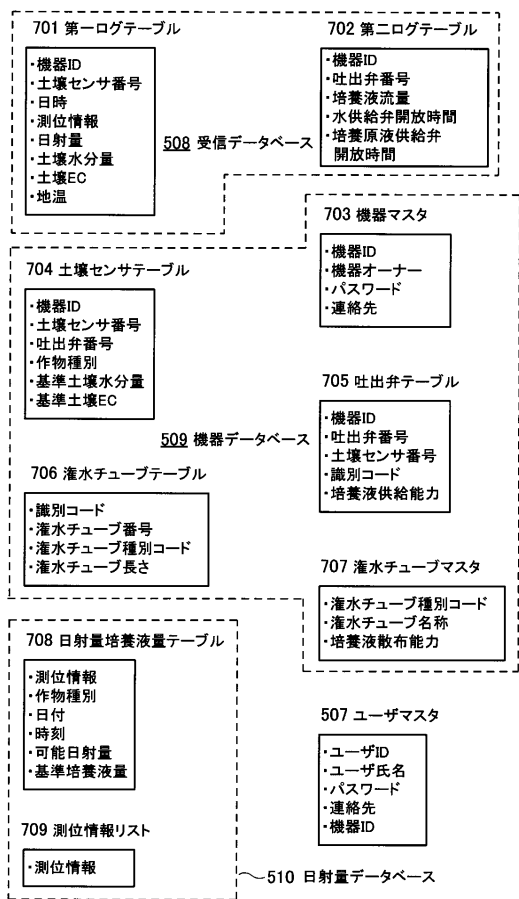 701 第一ログテーブル
・機器ID
・土壌センサ番号
・日時
・測位情報
・日射量
・土壌水分量
・土壌EC
・地温
702 第二ログテーブル
・機器ID
・吐出弁番号
・培養液流量
・水供給弁開放時間
・培養原液供給弁
開放時間
508 受信データベース
703 機器マスタ
・機器ID
・機器オーナー
・パスワード
・連絡先
704 土壌センサテーブル
・機器ID
・土壌センサ番号
・吐出弁番号
・作物種別
・基準土壌水分量
・基準土壌EC
705 吐出弁テーブル
・機器ID
・吐出弁番号
・土壌センサ番号
・識別コード
・培養液供給能力
509 機器データベース
706 潅水チューブテーブル
・識別コード
・潅水チューブ番号
・潅水チューブ種別コード
・潅水チューブ長さ
707 潅水チューブマスタ
・潅水チューブ種別コード
・潅水チューブ名称
・培養液散布能力
708 日射量培養液量テーブル
・測位情報
・作物種別
・日付
・時刻
・可能日射量
・基準培養液量
507 ユーザマスタ
・ユーザID
・ユーザ氏名
・パスワード
・連絡先
・機器ID
709 測位情報リスト
・測位情報
510 日射量データベース